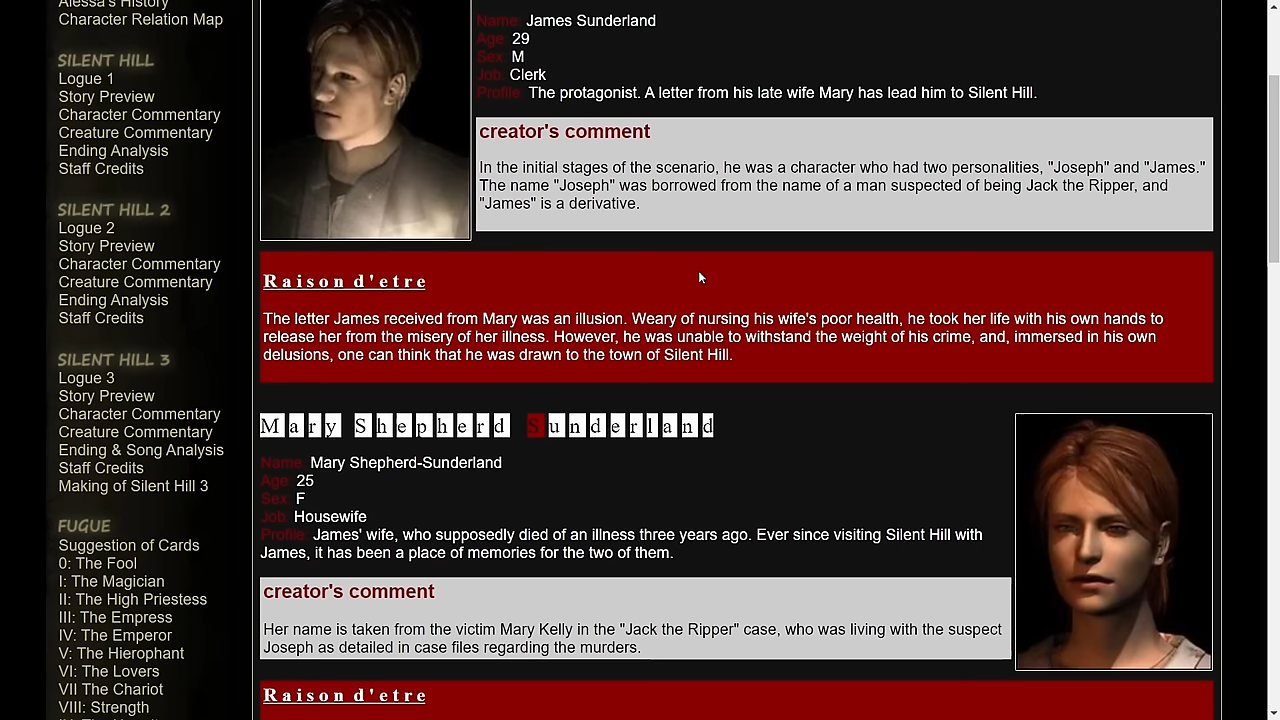 Alessa's History
Character Relation Map
SILENT HILL
Logue 1
Story Preview
Character Commentary
Creature Commentary
Ending Analysis
Staff Credits
SILENT HILL 2
Logue 2
Story Preview
Character Commentary
Creature Commentary
Ending Analysis
Staff Credits
SILENT HILL 3
Logue 3
Story Preview
Character Commentary
Creature Commentary
Ending & Song Analysis
Staff Credits
Making of Silent Hill 3
FUGUE
Suggestion of Cards
0: The Fool
I: The Magician
II: The High Priestess
III: The Empress
IV: The Emperor
V: The Hierophant
VI: The Lovers
VII The Chariot
VIII: Strength
Name: James Sunderland
Age: 29
Sex: M
Job: Clerk
Profile: The protagonist. A letter from his late wife Mary has lead him to Silent Hill.
creator's comment
In the initial stages of the scenario, he was a character who had two personalities, "Joseph" and "James."
The name "Joseph" was borrowed from the name of a man suspected of being Jack the Ripper, and
"James" is a derivative.
Raison d'etre
The letter James received from Mary was an illusion. Weary of nursing his wife's poor health, he took her life with his own hands to
release her from the misery of her illness. However, he was unable to withstand the weight of his crime, and, immersed in his own
delusions, one can think that he was drawn to the town of Silent Hill.
Mary Shepherd Sunderland
Name: Mary Shepherd-Sunderland
Age: 25
Sex: F
Job: Housewife
Profile: James' wife, who supposedly died of an illness three years ago. Ever since visiting Silent Hill with
James, it has been a place of memories for the two of them.
creator's comment
Her name is taken from the victim Mary Kelly in the "Jack the Ripper" case, who was living with the suspect
Joseph as detailed in case files regarding the murders.
Raison d'etre